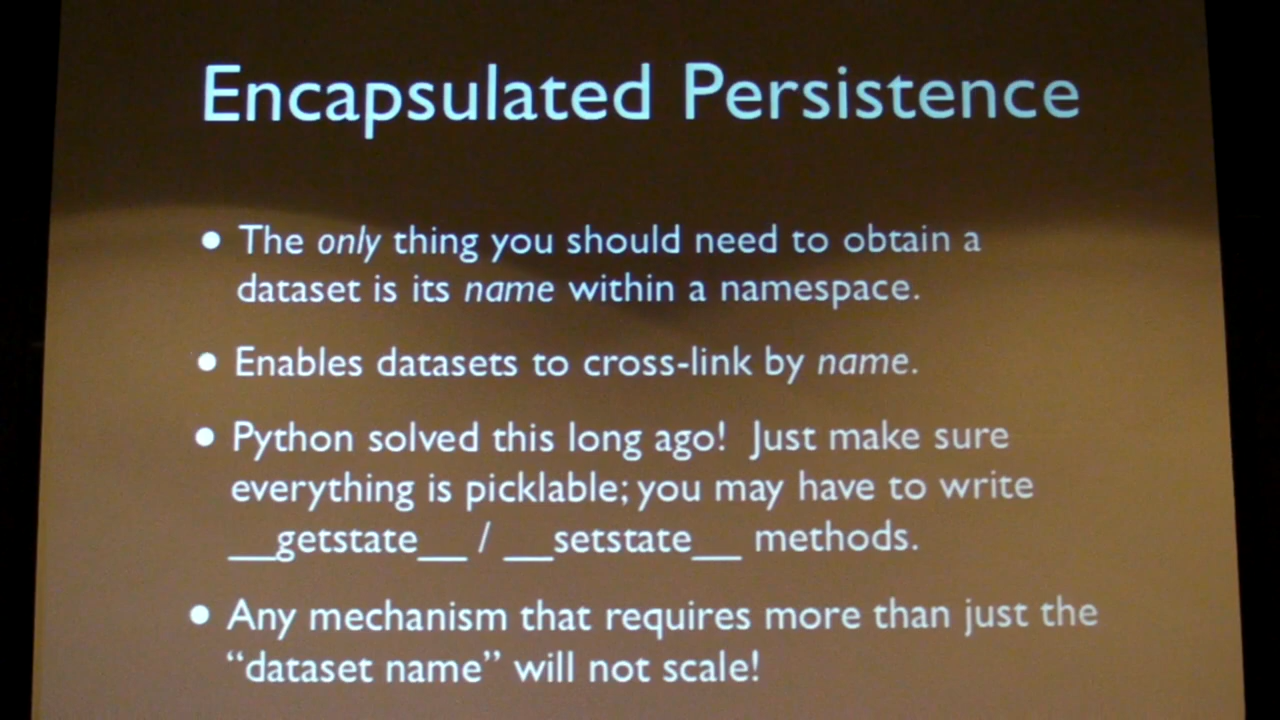 Encapsulated Persistence
• The only thing you should need to obtain a
dataset is its name within a namespace.
• Enables datasets to cross-link by name.
• Python solved this long ago!  Just make sure
everything is picklable; you may have to write
__getstate__ / __setstate__ methods.
• Any mechanism that requires more than just the
“dataset name” will not scale!